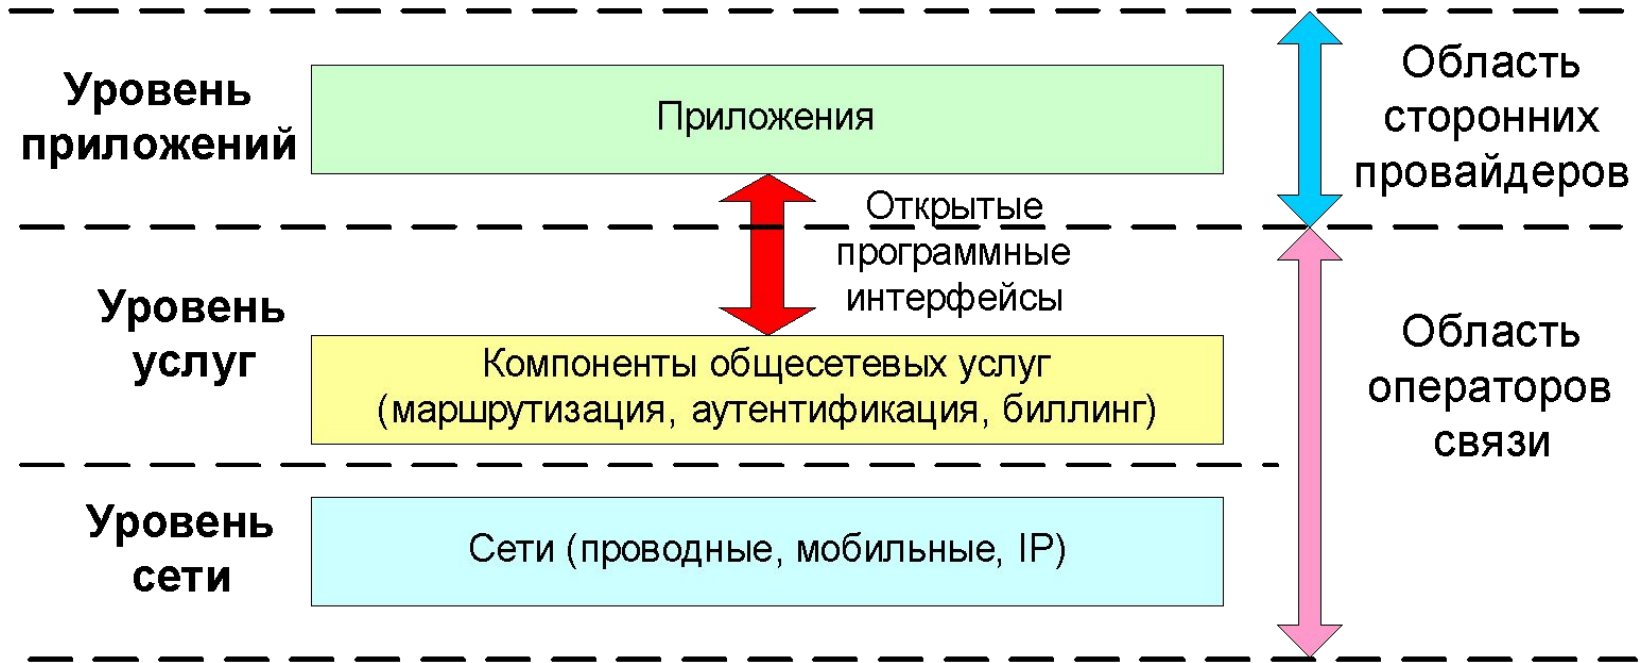 Уровень
приложений
Приложения
Область
сторонних
провайдеров
Открытые
программные
интерфейсы
Уровень
услуг
Компоненты общесетевых услуг
(маршрутизация, аутентификация, биллинг)
Область
операторов
связи
Уровень
сети
Сети (проводные, мобильные, IP)